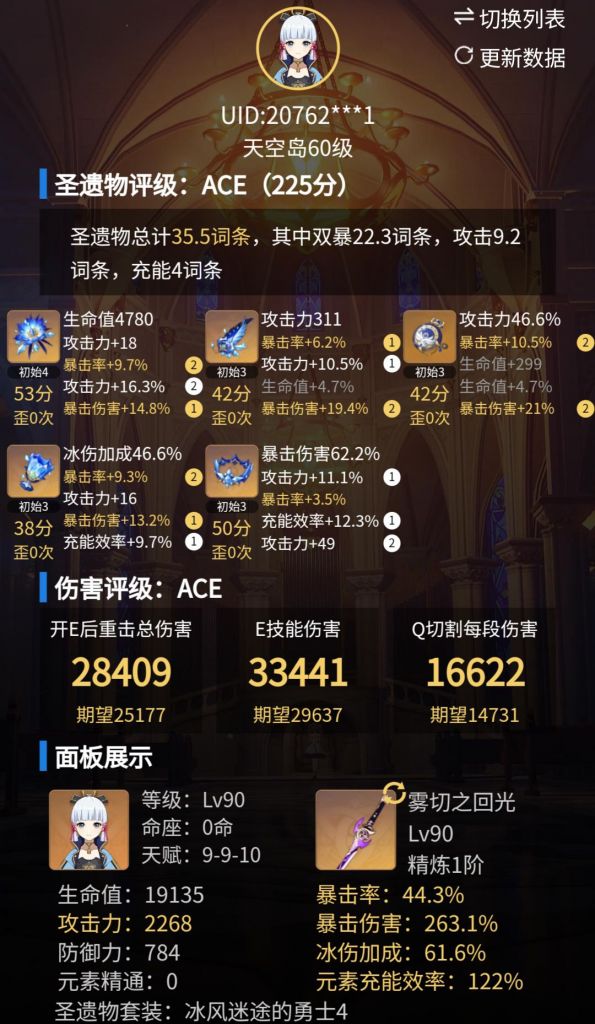 切换列表
更新数据
UID:20762***1
天空岛60级
圣遗物评级：ACE（225分）
圣遗物总计35.5词条，其中双暴22.3词条，攻击9.2
词条，充能4词条
生命值4780
攻击力+18
暴击率+9.7% 2
攻击力+16.3% 2
暴击伤害+14.8% 1
初始4
53分
歪0次
攻击力311
暴击率+6.2% 1
攻击力+10.5% 1
生命值+4.7%
暴击伤害+19.4% 2
初始3
42分
歪0次
攻击力46.6%
暴击率+10.5% 2
生命值+299
生命值+4.7%
暴击伤害+21% 2
初始3
42分
歪0次
冰伤加成46.6%
暴击率+9.3% 2
攻击力+16
暴击伤害+13.2% 1
充能效率+9.7% 1
初始3
38分
歪0次
暴击伤害62.2%
攻击力+11.1% 1
暴击率+3.5%
充能效率+12.3% 1
攻击力+49 2
初始3
50分
歪0次
伤害评级：ACE
开E后重击总伤害 E技能伤害 Q切割每段伤害
28409 33441 16622
期望25177 期望29637 期望14731
面板展示
等级：Lv90
命座：0命
天赋：9-9-10
雾切之回光
Lv90
精炼1阶
生命值：19135 暴击率：44.3%
攻击力：2268 暴击伤害：263.1%
防御力：784 冰伤加成：61.6%
元素精通：0 元素充能效率：122%
圣遗物套装：冰风迷途的勇士4